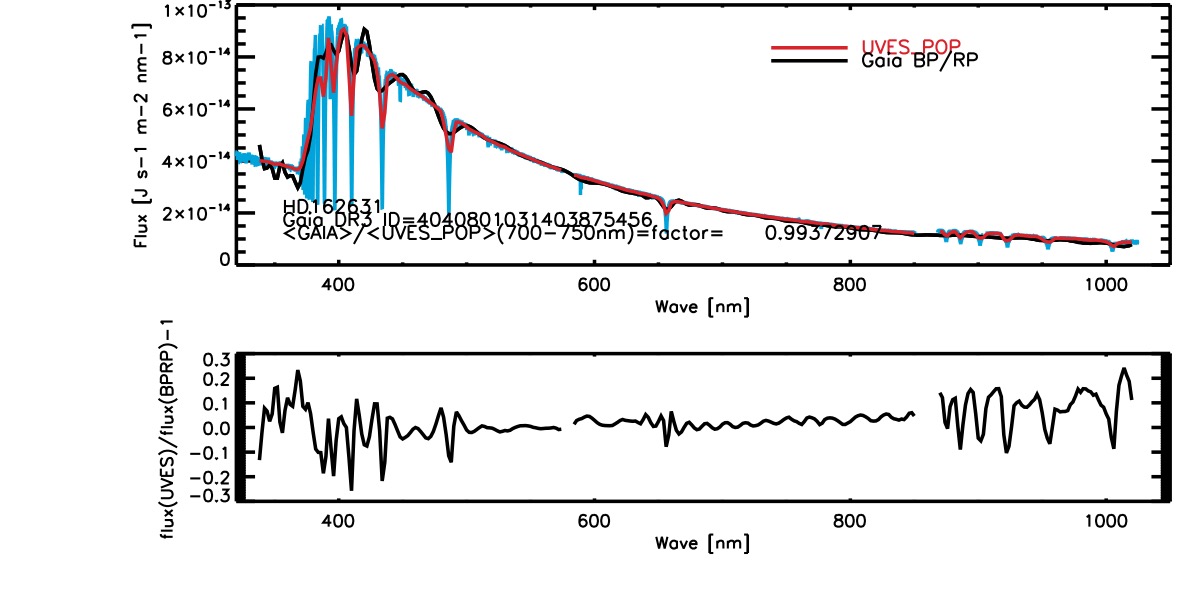 1×10-13
8×10-14
6×10-14
4×10-14
2×10-14
0
Flux [J s-1 m-2 nm-1]
UVES_POP
Gaia BP/RP
HD162631
Gaia DR3 ID=4040801031403875456
<GAIA>/<UVES_POP>(700-750nm)=factor= 0.99372907
400 600 800 1000
Wave [nm]
flux(UVES)/flux(BPRP)-1
0.3
0.2
0.1
0.0
-0.1
-0.2
-0.3
400 600 800 1000
Wave [nm]